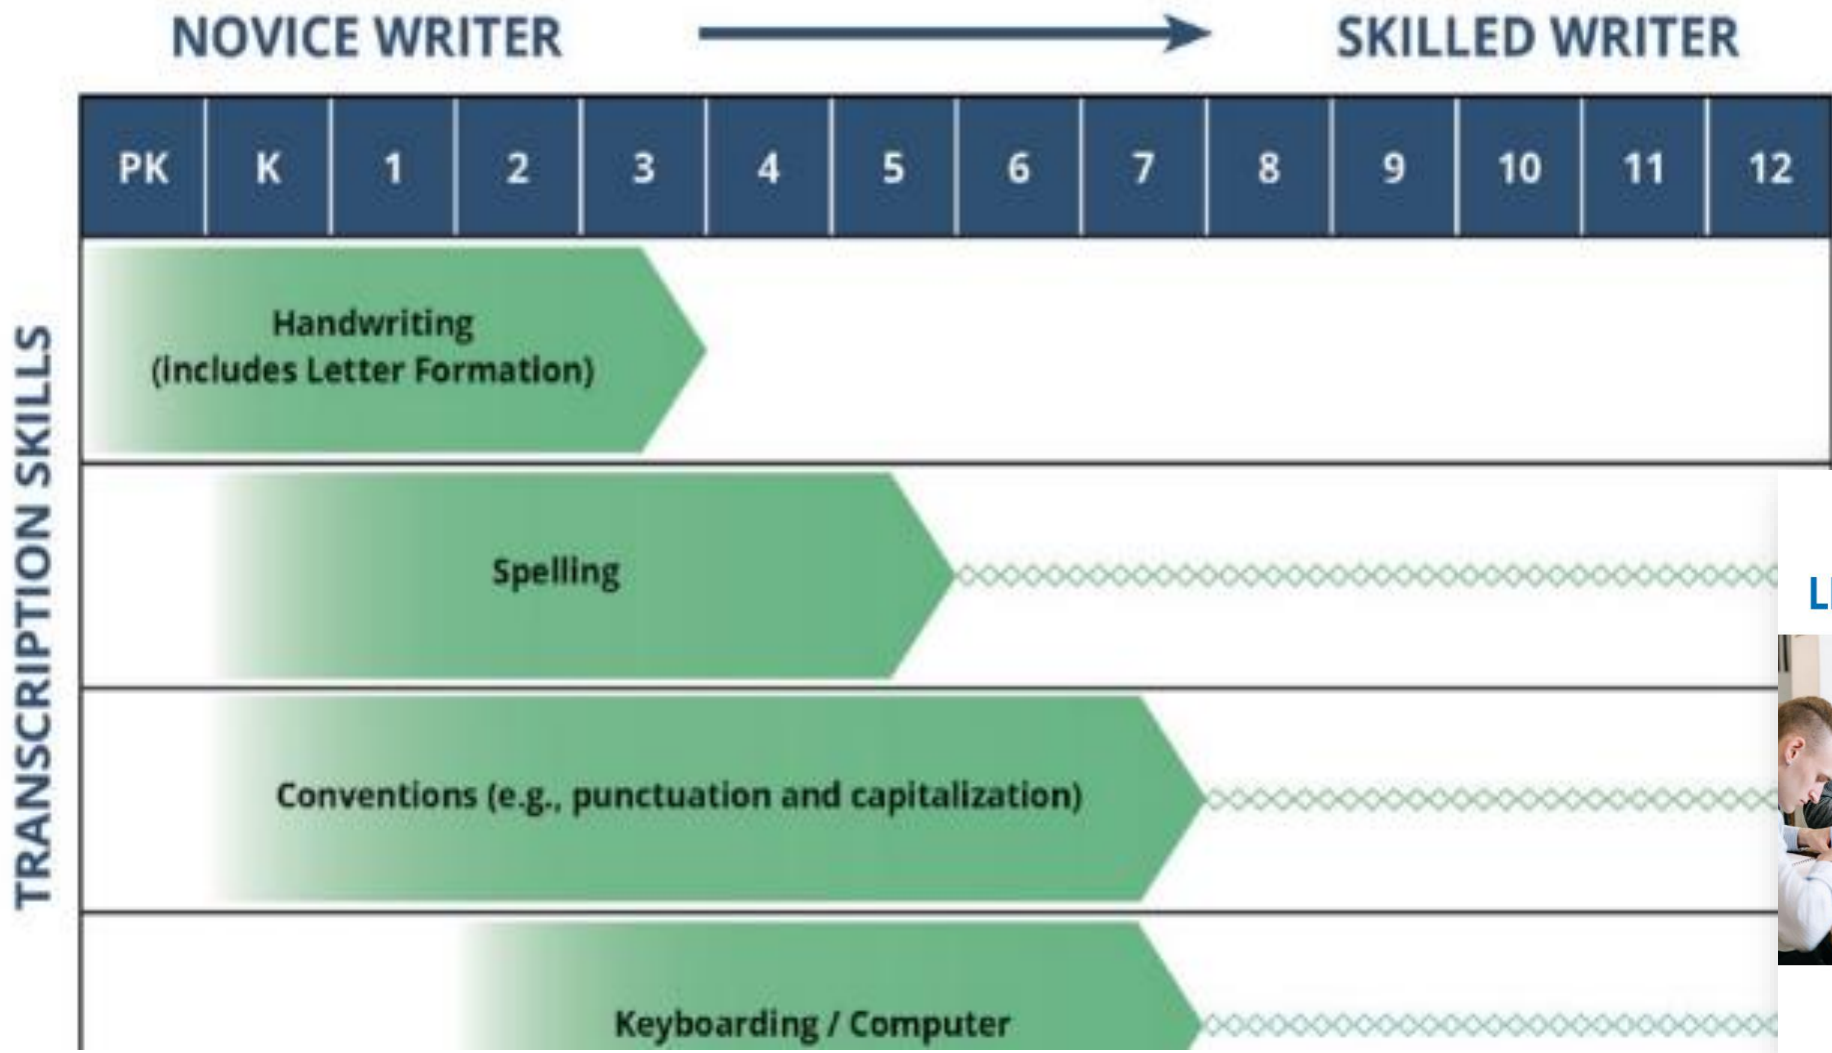 NOVICE WRITER SKILLED WRITER
PK K 1 2 3 4 5 6 7 8 9 10 11 12
TRANSCRIPTION SKILLS
Handwriting
(includes Letter Formation)
Spelling
Conventions (e.g., punctuation and capitalization)
Keyboarding / Computer